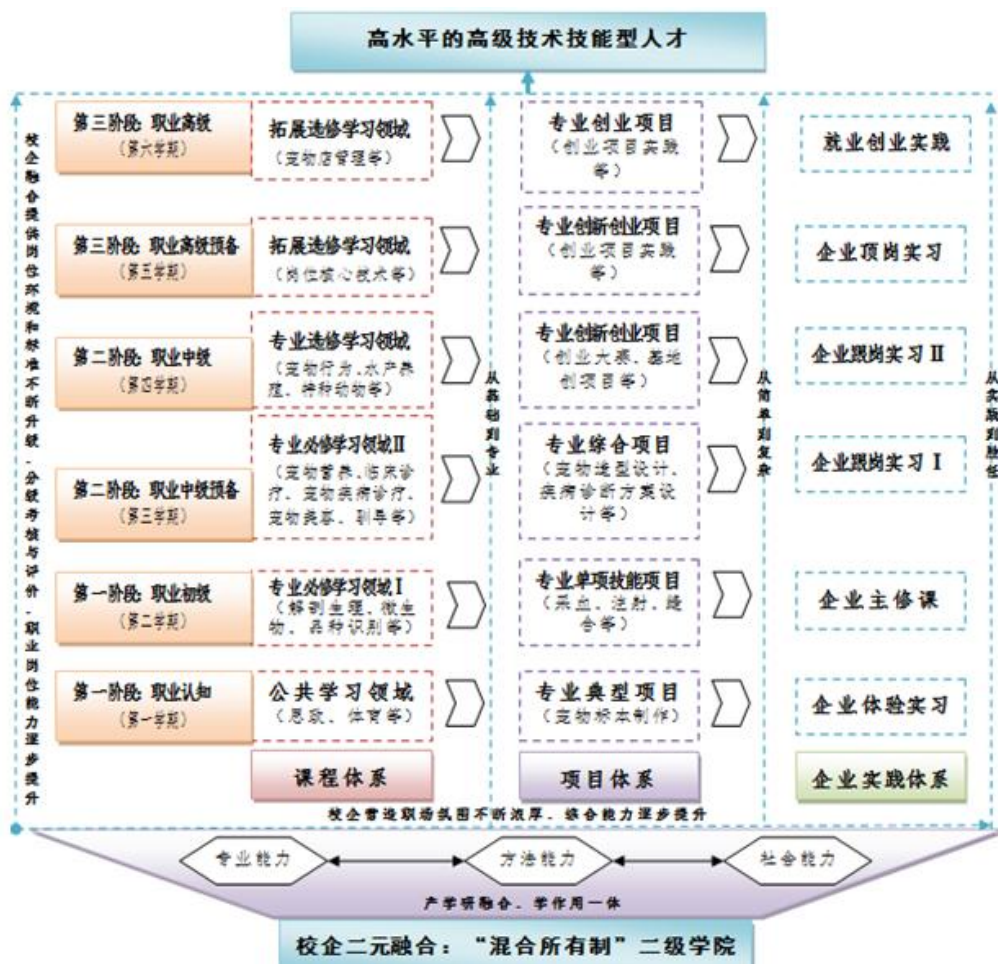 高水平的高级技术技能型人才
校企融合提供岗位环境和标准不断升级、分级考核与评价、职业岗位能力逐步提升
第三阶段：职业高级
（第六学期）
拓展选修学习领域
（宠物店管理等）
专业创业项目
（创业项目实践
等）
就业创业实践
第三阶段：职业高级预备
（第五学期）
拓展选修学习领域
（岗位核心技术等）
专业创新创业项目
（创业项目实践
等）
企业顶岗实习
第二阶段：职业中级
（第四学期）
专业选修学习领域
（宠物行为、水产养
殖、特种动物等）
从基础到专业
专业创新创业项目
（创业大赛、基地
创项目等）
从简单到复杂
企业跟岗实习 II
从实践到胜任
第二阶段：职业中级预备
（第三学期）
专业必修学习领域II
（宠物营养、临床诊
疗、宠物疾病诊疗、
宠物美容、驯导等）
专业综合项目
（宠物造型设计、
疾病诊断方案设
计等）
企业跟岗实习 I
第一阶段：职业初级
（第二学期）
专业必修学习领域I
（解剖生理、微生
物、品种识别等）
专业单项技能项目
（采血、注射、缝
合等）
企业主修课
第一阶段：职业认知
（第一学期）
公共学习领域
（思政、体育等）
专业典型项目
（宠物标本制作）
企业体验实习
课程体系
项目体系
企业实践体系
校企营造职场氛围不断浓厚、综合能力逐步提升
专业能力
方法能力
社会能力
产学研融合、学作用一体
校企二元融合：“混合所有制”二级学院